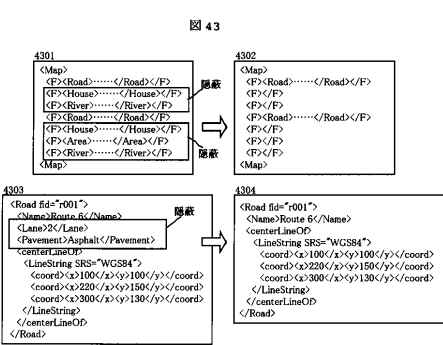 図 43
4301
<Map>
<F><Road>……</Road></F>
<F><House>……</House></F>
<F><River>……</River></F>
<F><Road>……</Road></F>
<F><House>……</House></F>
<F><Area>……</Area></F>
<F><River>……</River></F>
<Map>
隠蔽
隠蔽
4302
<Map>
<F><Road>……</Road></F>
<F></F>
<F></F>
<F><Road>……</Road></F>
<F></F>
<F></F>
<F></F>
<Map>
4303
<Road fid="r001">
<Name>Route 6</Name>
<Lane>2</Lane>
<Pavement>Asphalt</Pavement>
<centerLineOf>
<LineString SRS="WGS84">
<coord><x>100</x><y>100</y></coord>
<coord><x>220</x><y>150</y></coord>
<coord><x>300</x><y>130</y></coord>
</LineString>
</centerLineOf>
</Road>
隠蔽
4304
<Road fid="r001">
<Name>Route 6</Name>
<centerLineOf>
<LineString SRS="WGS84">
<coord><x>100</x><y>100</y></coord>
<coord><x>220</x><y>150</y></coord>
<coord><x>300</x><y>130</y></coord>
</LineString>
</centerLineOf>
</Road>